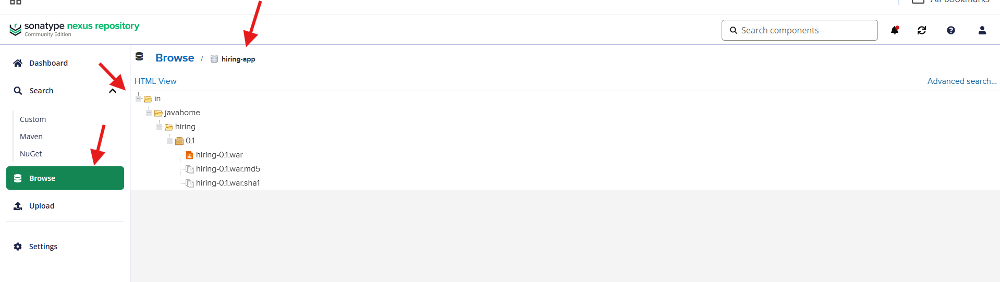 All Bookmarks
sonatype nexus repository
Community Edition
Search components
Dashboard
Search
Custom
Maven
NuGet
Browse
Upload
Settings
Browse / hiring-app
HTML View
Advanced search...
in
javahome
hiring
0.1
hiring-0.1.war
hiring-0.1.war.md5
hiring-0.1.war.sha1